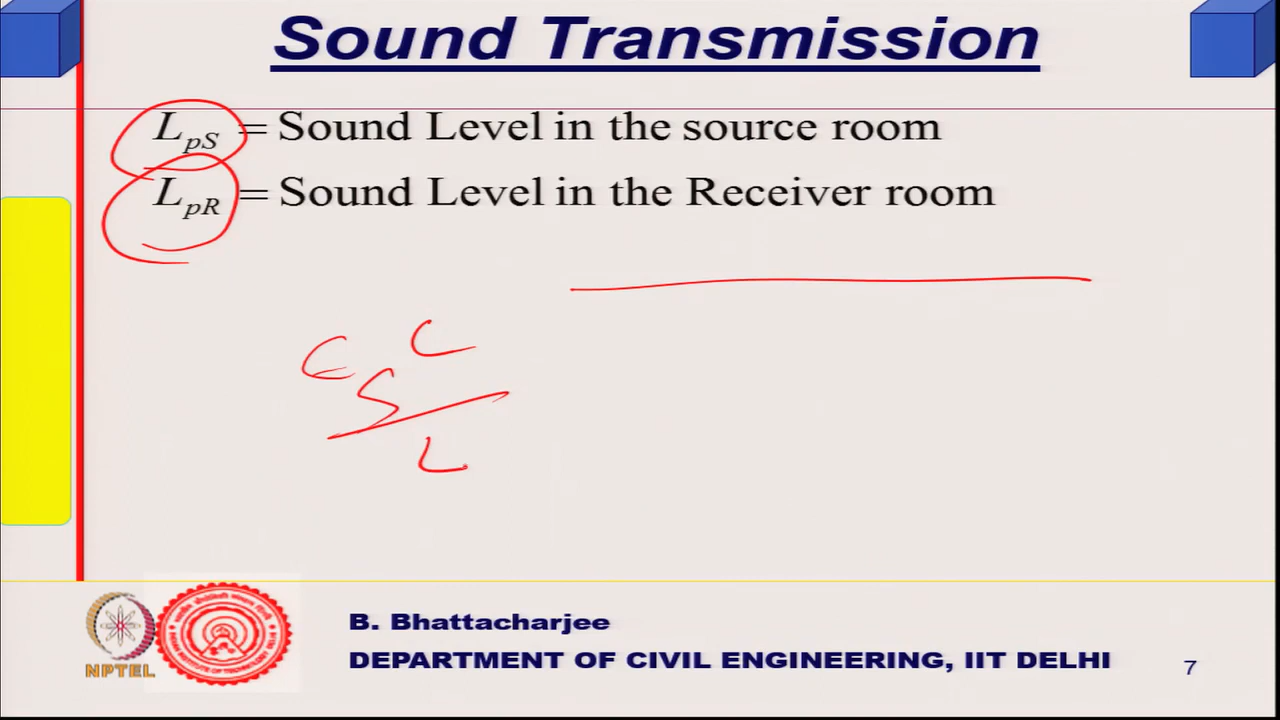 Sound Transmission
L_pS = Sound Level in the source room
L_pR = Sound Level in the Receiver room
NPTEL
B. Bhattacharjee
DEPARTMENT OF CIVIL ENGINEERING, IIT DELHI
7